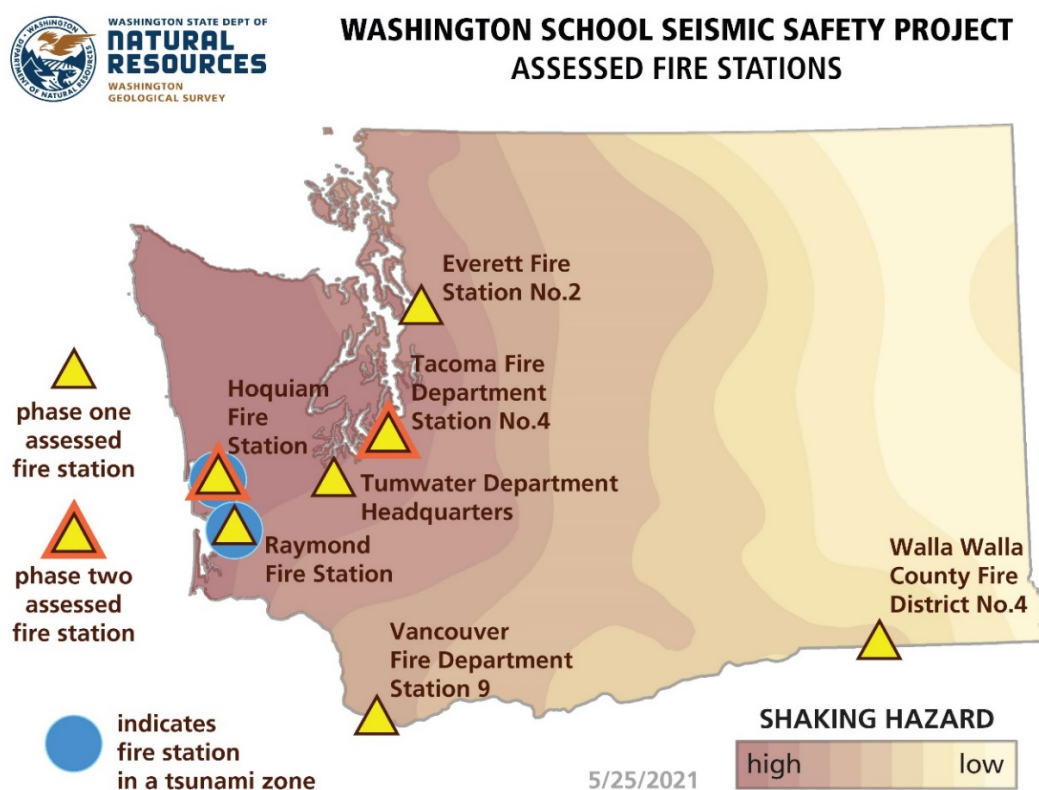 WASHINGTON STATE DEPT OF
NATURAL
RESOURCES
WASHINGTON
GEOLOGICAL SURVEY
WASHINGTON SCHOOL SEISMIC SAFETY PROJECT
ASSESSED FIRE STATIONS
Everett Fire
Station No.2
Tacoma Fire
Department
Station No.4
Hoquiam
Fire
Station
phase one
assessed
fire station
Tumwater Department
Headquarters
phase two
assessed
fire station
Raymond
Fire Station
Walla Walla
County Fire
District No.4
Vancouver
Fire Department
Station 9
indicates
fire station
in a tsunami zone
SHAKING HAZARD
high
low
5/25/2021